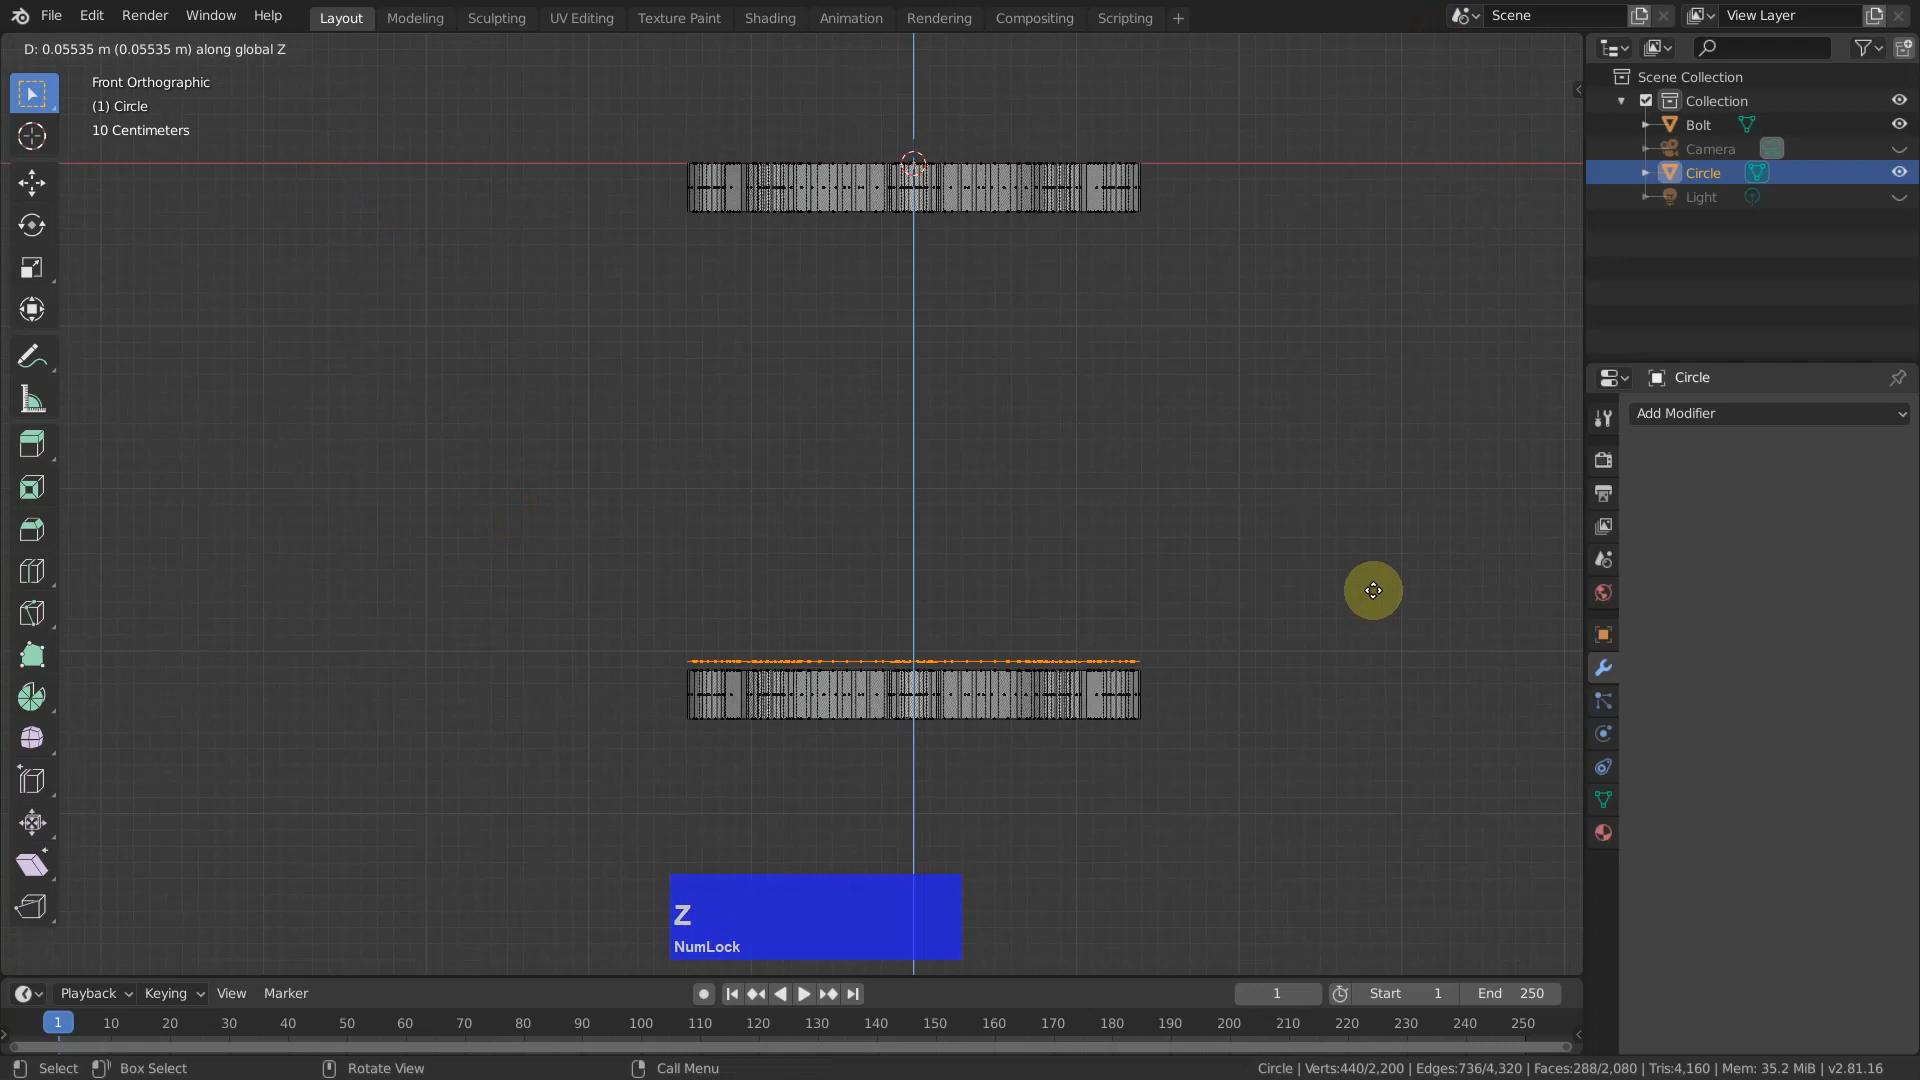 File Edit Render Window Help Layout Modeling Sculpting UV Editing Texture Paint Shading Animation Rendering Compositing Scripting + Scene View Layer
D: 0.05535 m (0.05535 m) along global Z
Front Orthographic
(1) Circle
10 Centimeters
Scene Collection
Collection
Bolt
Camera
Circle
Light
Circle
Add Modifier
Z
NumLock
Playback Keying View Marker 1 Start 1 End 250
1 10 20 30 40 50 60 70 80 90 100 110 120 130 140 150 160 170 180 190 200 210 220 230 240 250
Select Box Select Rotate View Call Menu Circle | Verts:440/2,200 | Edges:736/4,320 | Faces:288/2,080 | Tris:4,160 | Mem: 35.2 MiB | v2.81.16